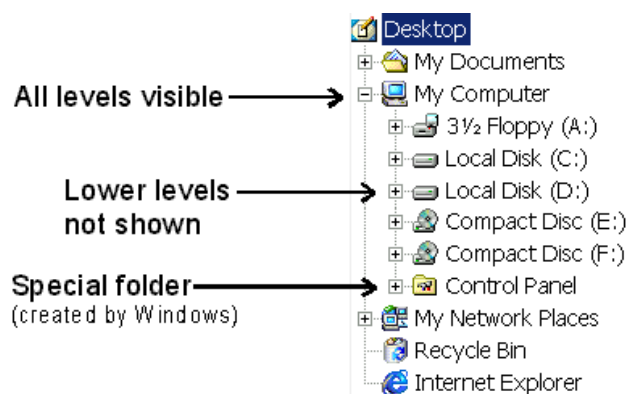 Desktop
My Documents
All levels visible
My Computer
3½ Floppy (A:)
Local Disk (C:)
Lower levels
not shown
Local Disk (D:)
Compact Disc (E:)
Compact Disc (F:)
Special folder
(created by Windows)
Control Panel
My Network Places
Recycle Bin
Internet Explorer